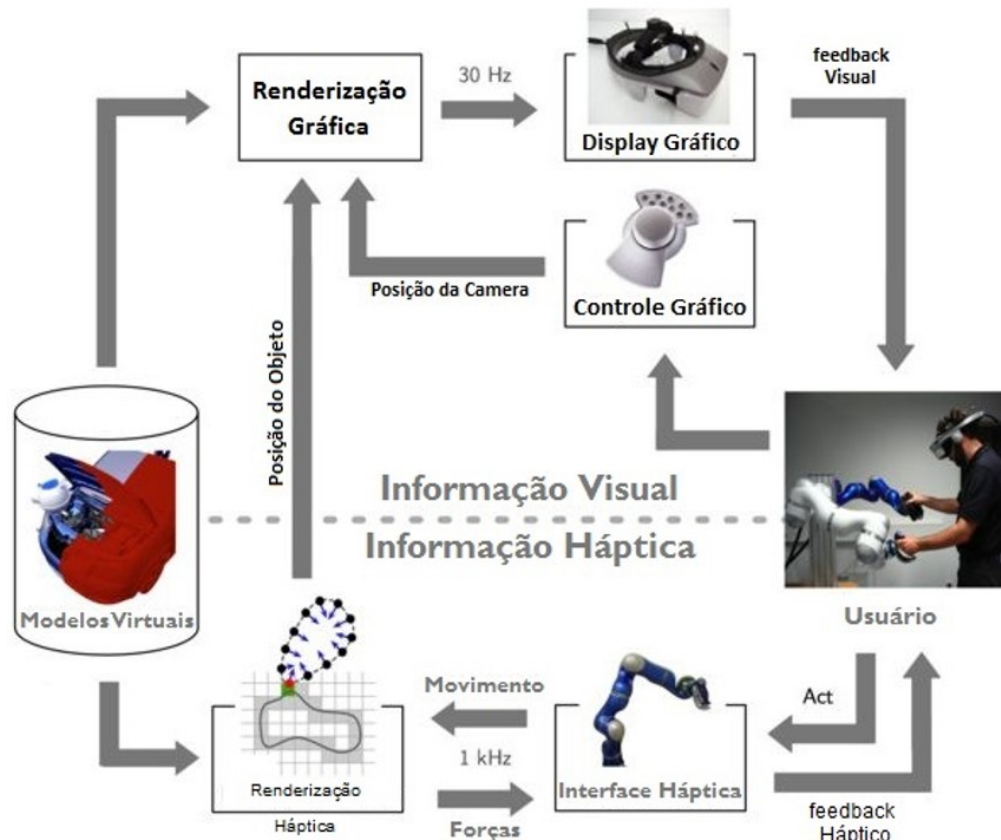 feedback
Visual
30 Hz
Renderização
Gráfica
Display Gráfico
Posição da Camera
Controle Gráfico
Posição do Objeto
Informação Visual
Informação Háptica
Modelos Virtuais
Usuário
Movimento
Act
1 kHz
Renderização
Háptica
Interface Háptica
Forças
feedback
Háptico